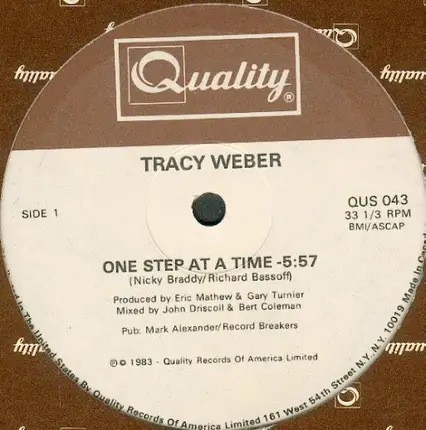 Quality®
TRACY WEBER
SIDE 1
QUS 043
33 1/3 RPM
BMI/ASCAP
ONE STEP AT A TIME -5:57
(Nicky Braddy/Richard Bassoff)
Produced by Eric Mathew & Gary Turnier
Mixed by John Driscoll & Bert Coleman
Pub: Mark Alexander/Record Breakers
℗© 1983 - Quality Records Of America Limited
In The United States By Quality Records Of America Limited 161 West 54th Street N.Y. N.Y. 10019 Made In
Quality
Quality